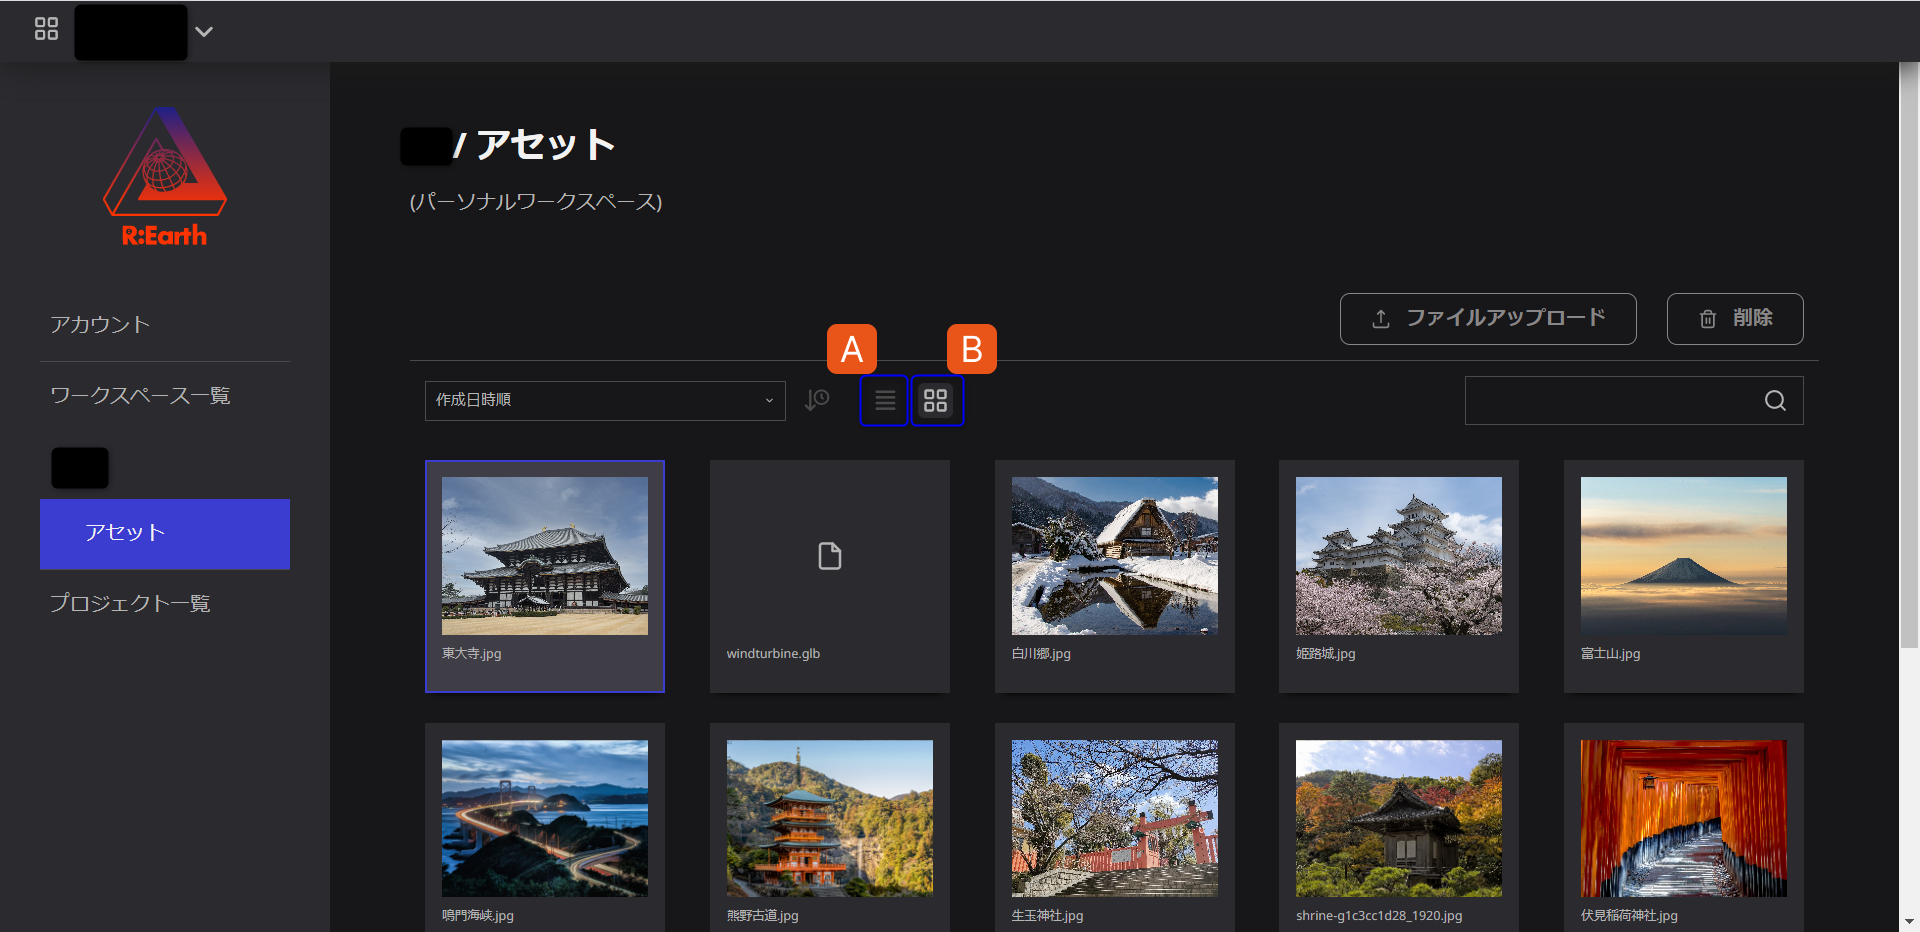 / アセット
(パーソナルワークスペース)
R:Earth
アカウント
ワークスペース一覧
アセット
プロジェクト一覧
ファイルアップロード
削除
A
B
作成日時順
東大寺.jpg
windturbine.glb
白川郷.jpg
姫路城.jpg
富士山.jpg
鳴門海峡.jpg
熊野古道.jpg
生玉神社.jpg
shrine-g1c3cc1d28_1920.jpg
伏見稲荷神社.jpg